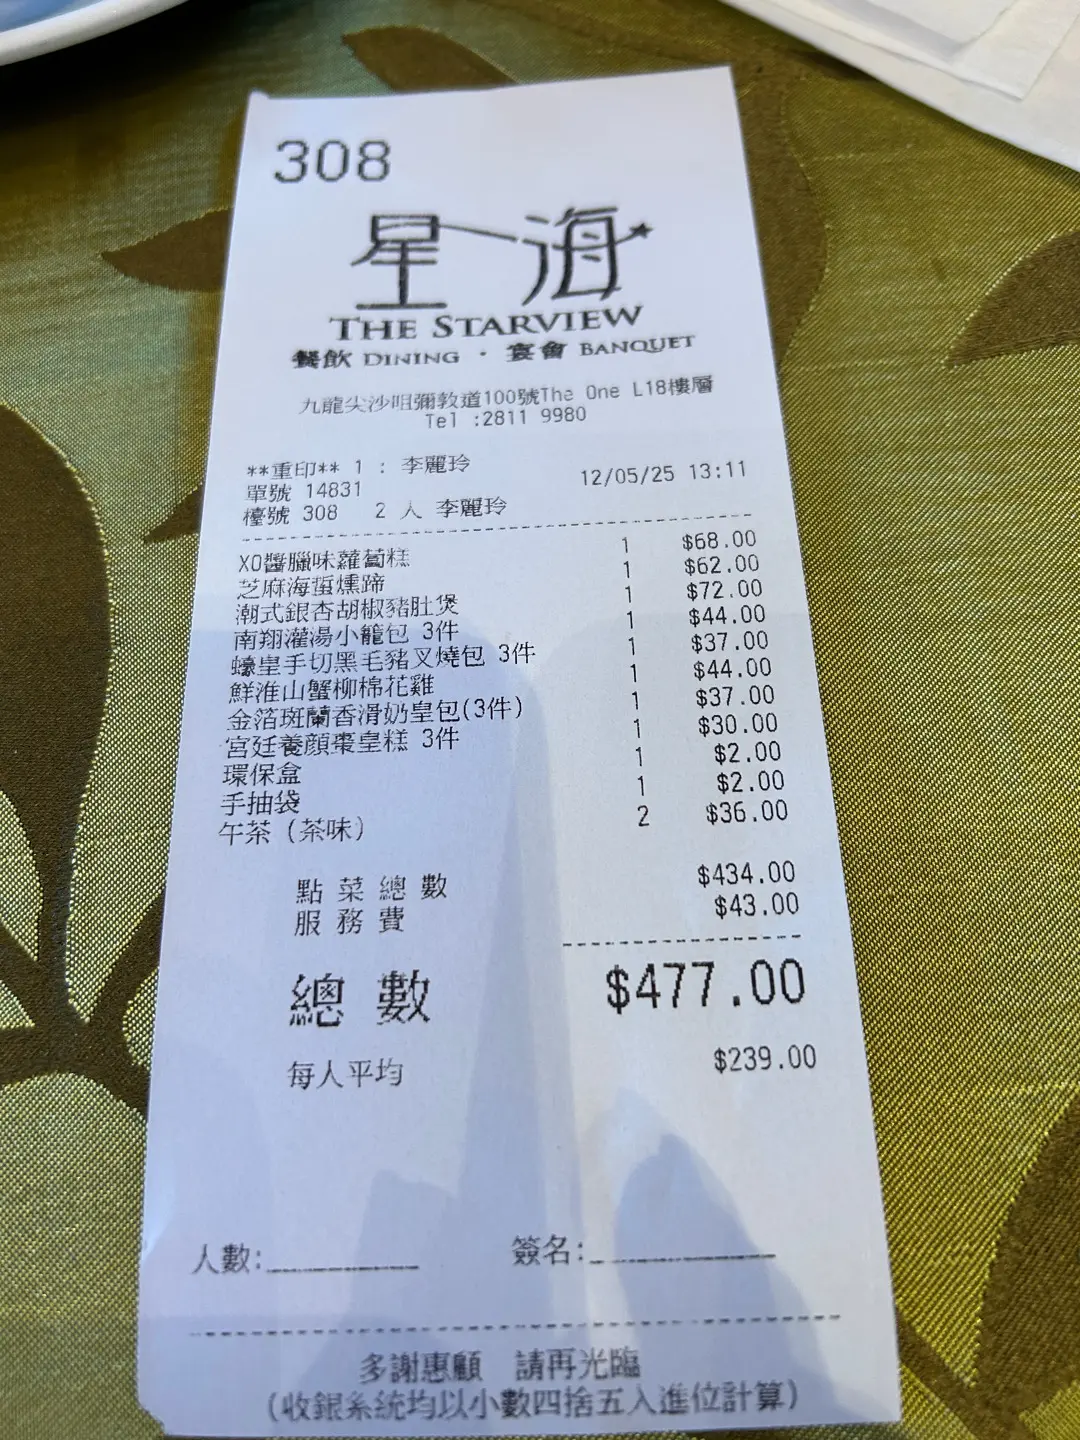 308
星海
THE STARVIEW
餐飲 DINING · 宴會 BANQUET
九龍尖沙咀彌敦道100號The One L18樓層
Tel :2811 9980
**重印** 1 : 李麗玲
單號 14831 12/05/25 13:11
檯號 308 2 人 李麗玲
XO醬臘味蘿蔔糕 1 $68.00
芝麻海蜇燻蹄 1 $62.00
潮式銀杏胡椒豬肚煲 1 $72.00
南翔灌湯小籠包 3件 1 $44.00
蠔皇手切黑毛豬叉燒包 3件 1 $37.00
鮮淮山蟹柳棉花雞 1 $44.00
金箔斑蘭香滑奶皇包(3件) 1 $37.00
宮廷養顏棗皇糕 3件 1 $30.00
環保盒 1 $2.00
手抽袋 1 $2.00
午茶 (茶味) 2 $36.00
點菜總數 $434.00
服務費 $43.00
總數 $477.00
每人平均 $239.00
人數: 簽名:
多謝惠顧 請再光臨
(收銀系統均以小數四捨五入進位計算)